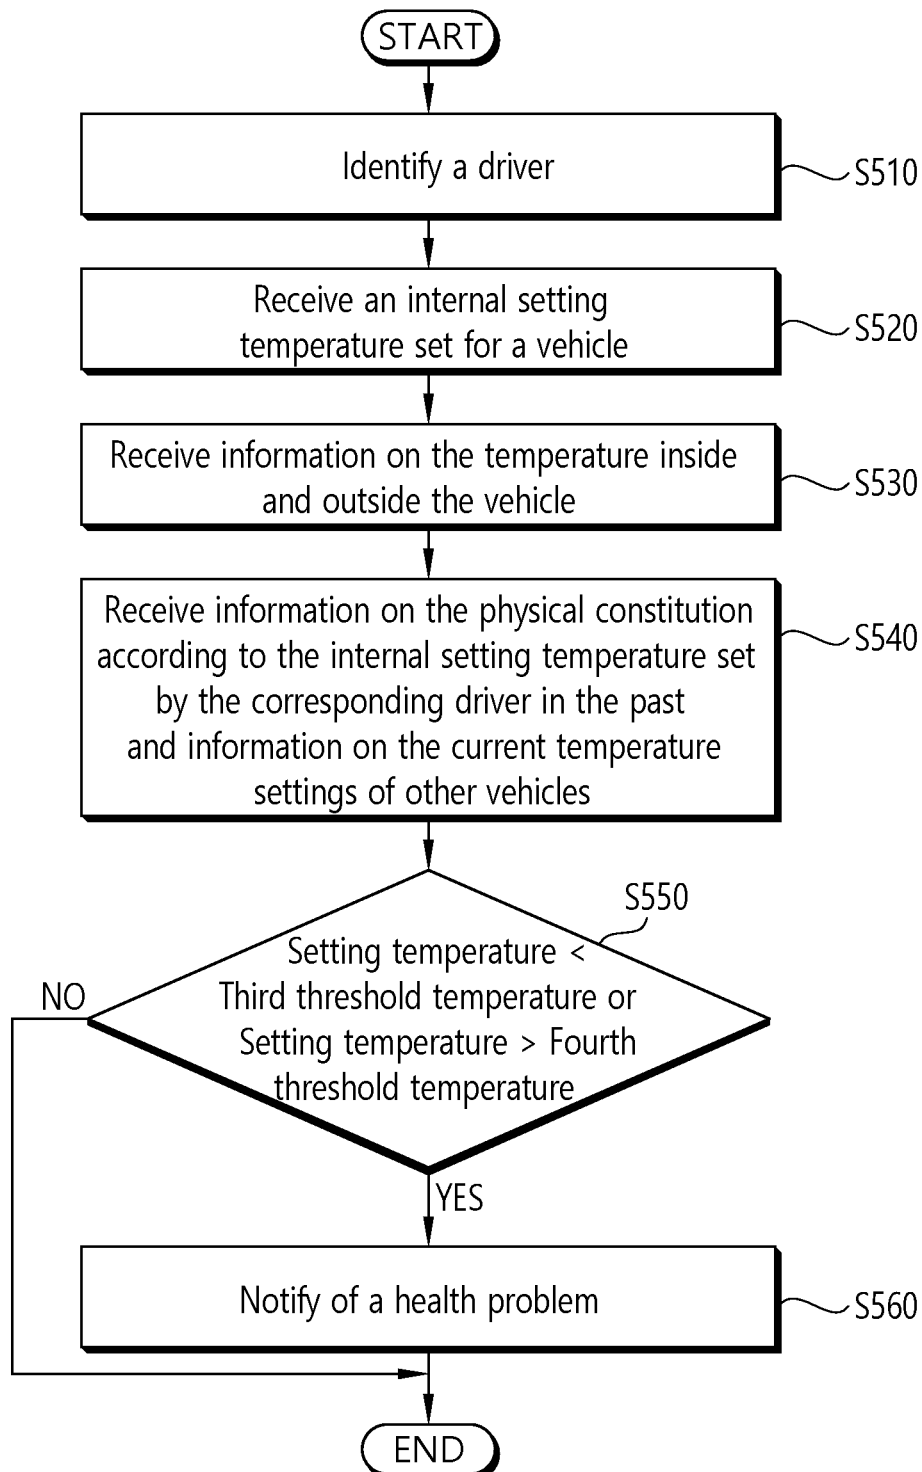 START
Identify a driver
S510
Receive an internal setting
temperature set for a vehicle
S520
Receive information on the temperature inside
and outside the vehicle
S530
Receive information on the physical constitution
according to the internal setting temperature set
by the corresponding driver in the past
and information on the current temperature
settings of other vehicles
S540
S550
Setting temperature <
Third threshold temperature or
Setting temperature > Fourth
threshold temperature
NO
YES
Notify of a health problem
S560
END